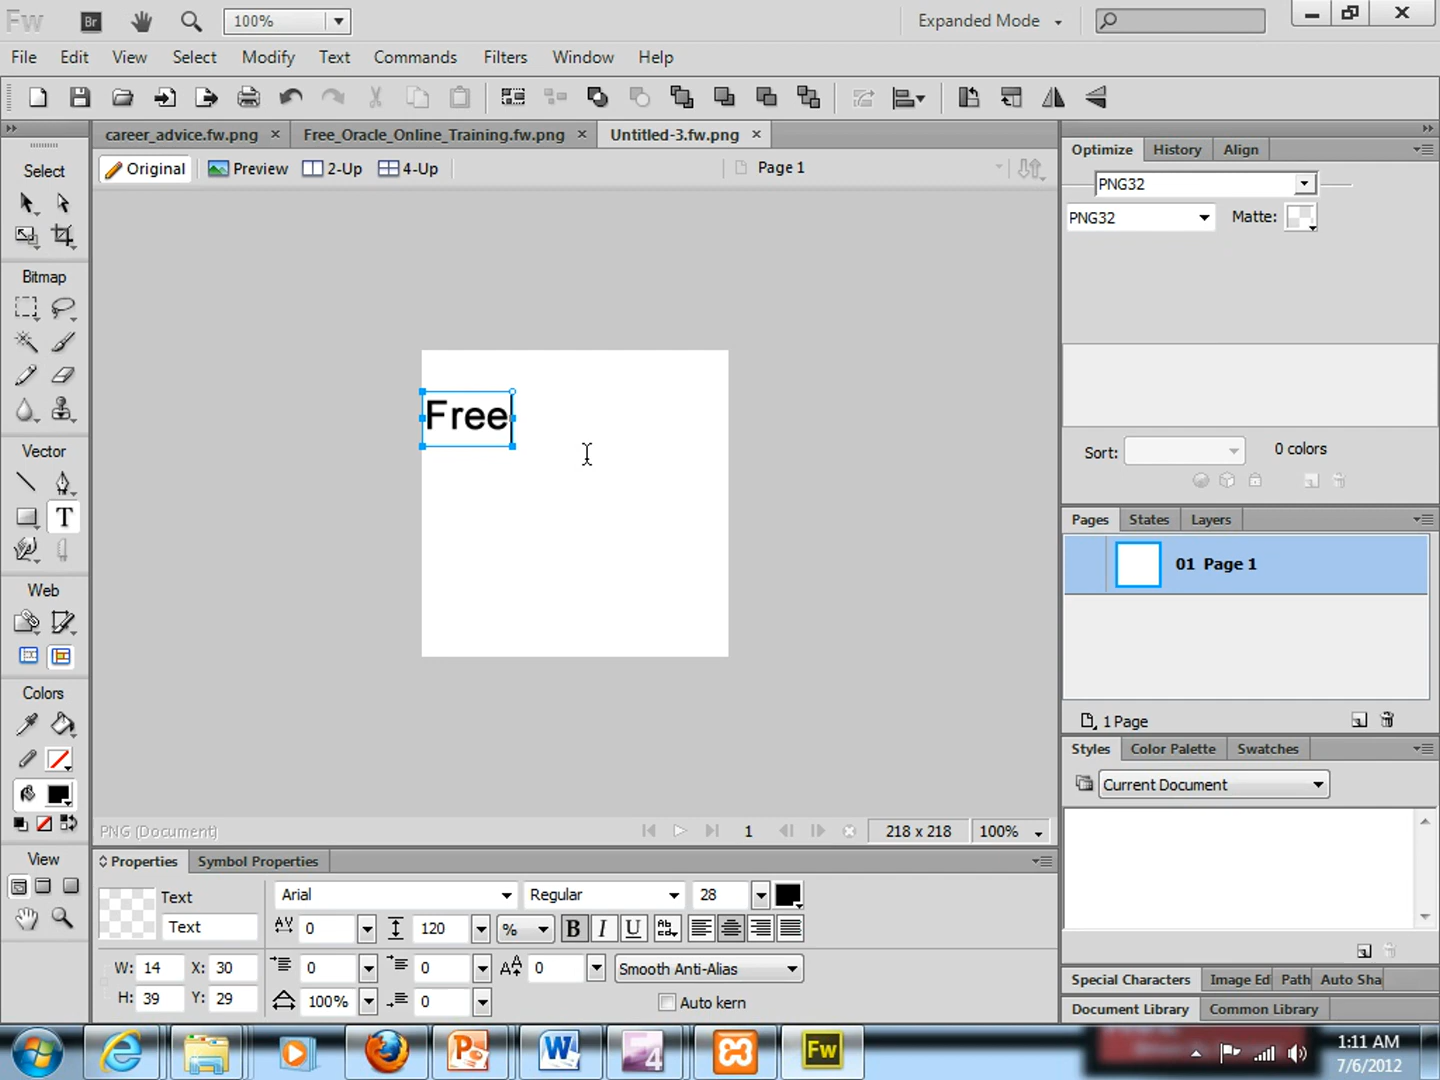 Fw Br 100% Expanded Mode
File Edit View Select Modify Text Commands Filters Window Help
career_advice.fw.png × Free_Oracle_Online_Training.fw.png × Untitled-3.fw.png ×
Original Preview 2-Up 4-Up Page 1
Select
Bitmap
Vector
T
Web
Colors
View
Free
PNG (Document) 1 218 x 218 100%
Properties Symbol Properties
Text
Text
Arial Regular 28
AV 0 120 % B I U
W: 14 X: 30 0 0 0 Smooth Anti-Alias
H: 39 Y: 29 100% 0 Auto kern
Optimize History Align
PNG32
PNG32 Matte:
Sort: 0 colors
Pages States Layers
01 Page 1
1 Page
Styles Color Palette Swatches
Current Document
Special Characters Image Ed Path Auto Sha
Document Library Common Library
P W 4 Fw
1:11 AM
7/6/2012